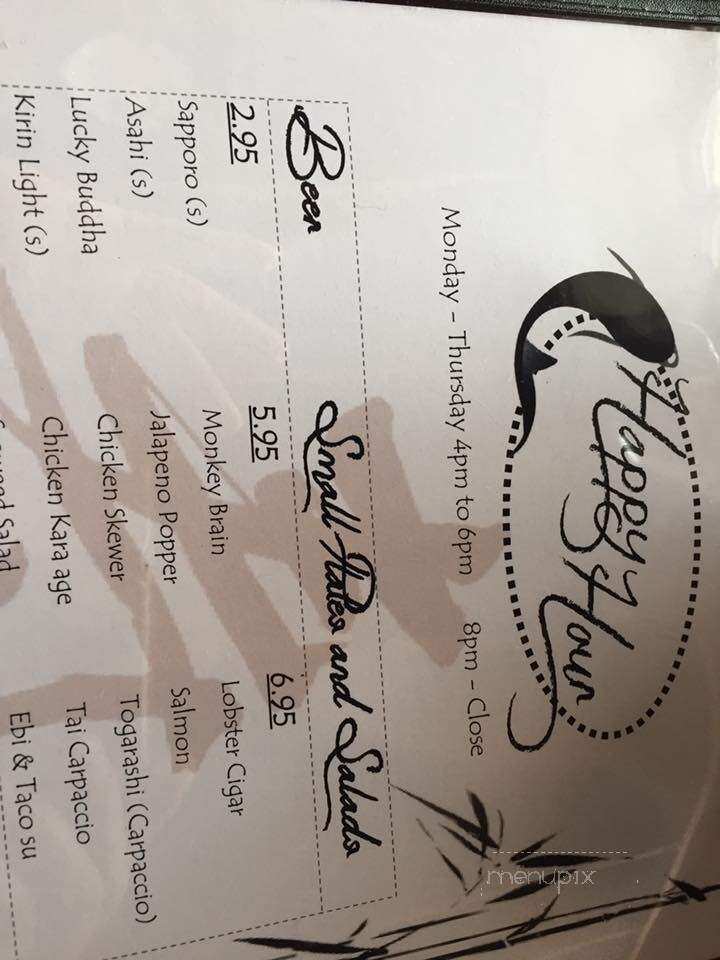 Happy Hour
Monday – Thursday 4pm to 6pm 8pm – Close
Beer
Small Plates and Salads
2.95
Sapporo (s)
Asahi (s)
Lucky Buddha
Kirin Light (s)
5.95
Monkey Brain
Jalapeno Popper
Chicken Skewer
Chicken Kara age
Salad
6.95
Lobster Cigar
Salmon
Togarashi (Carpaccio)
Tai Carpaccio
Ebi & Taco su
menupix